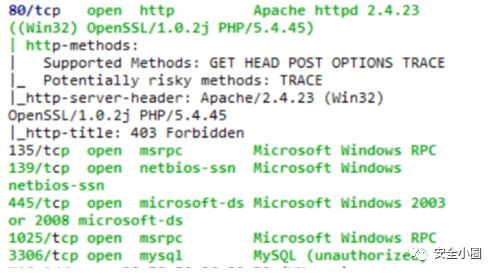 80/tcp open http Apache httpd 2.4.23
((Win32) OpenSSL/1.0.2j PHP/5.4.45)
| http-methods:
| Supported Methods: GET HEAD POST OPTIONS TRACE
|_ Potentially risky methods: TRACE
|_http-server-header: Apache/2.4.23 (Win32)
OpenSSL/1.0.2j PHP/5.4.45
|_http-title: 403 Forbidden
135/tcp open msrpc Microsoft Windows RPC
139/tcp open netbios-ssn Microsoft Windows
netbios-ssn
445/tcp open microsoft-ds Microsoft Windows 2003
or 2008 microsoft-ds
1025/tcp open msrpc Microsoft Windows RPC
3306/tcp open mysql MySQL (unauthorized)
安全小圈